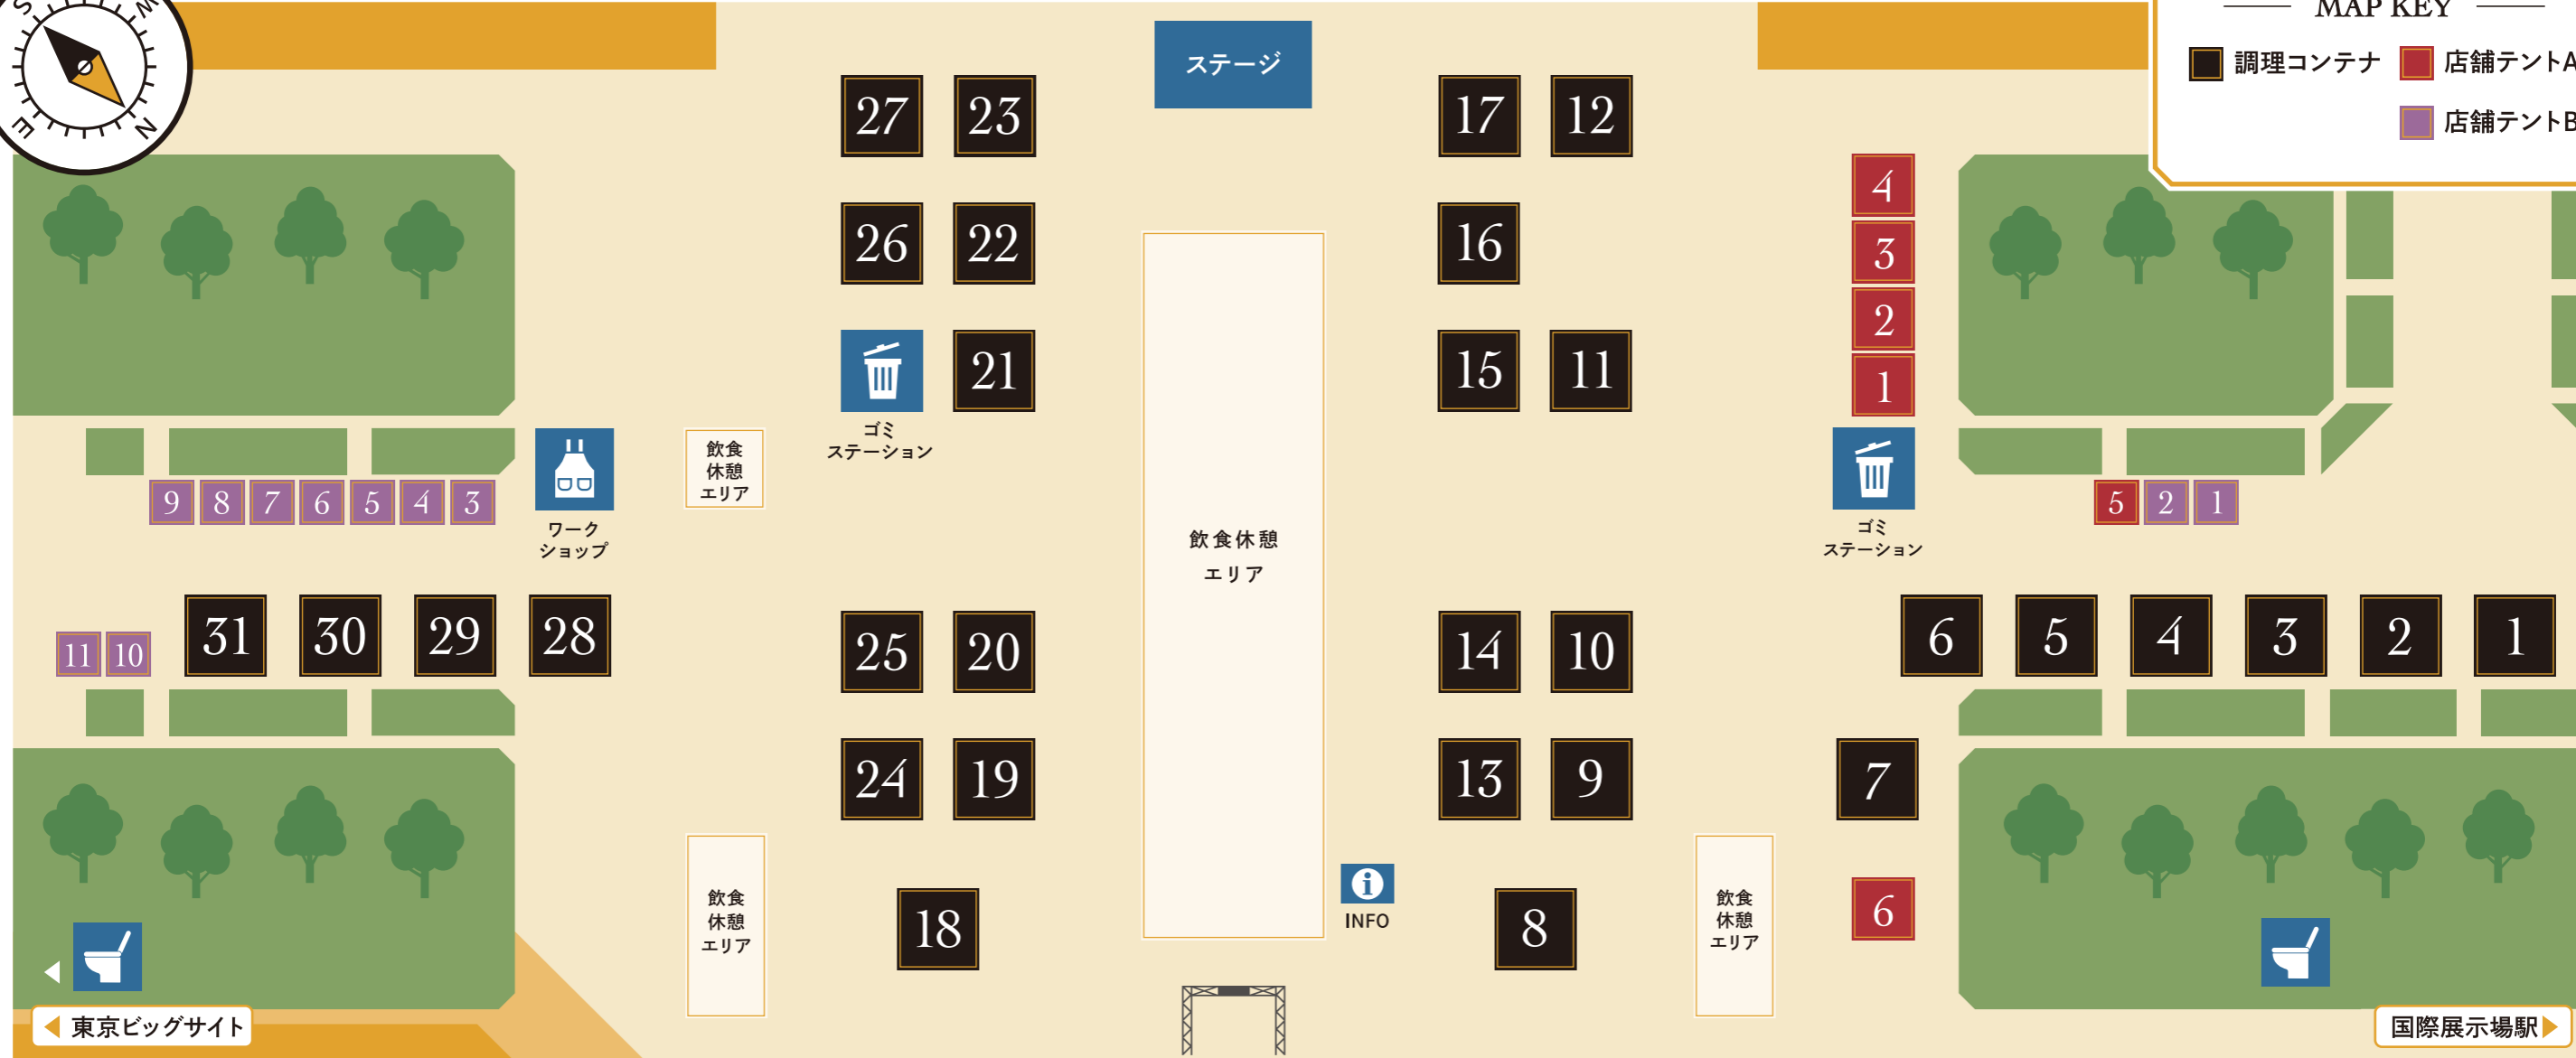 S
W
E
N
MAP KEY
調理コンテナ
店舗テントA
店舗テントB
ステージ
27 23
17 12
26 22
16
21
15 11
4
3
2
1
ゴミ
ステーション
飲食
休憩
エリア
ワーク
ショップ
9 8 7 6 5 4 3
飲食休憩
エリア
ゴミ
ステーション
5 2 1
11 10
31 30 29 28
25 20
14 10
6 5 4 3 2 1
24 19
13 9
7
飲食
休憩
エリア
18
INFO
8
飲食
休憩
エリア
6
東京ビッグサイト
国際展示場駅